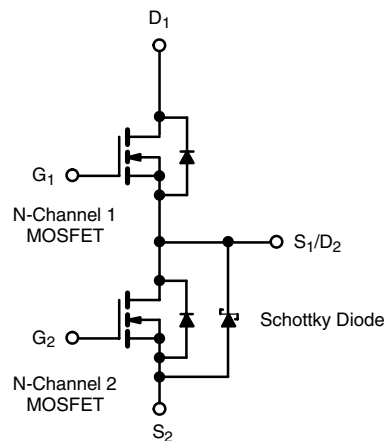 D1
G1
N-Channel 1
MOSFET
S1/D2
G2
Schottky Diode
N-Channel 2
MOSFET
S2